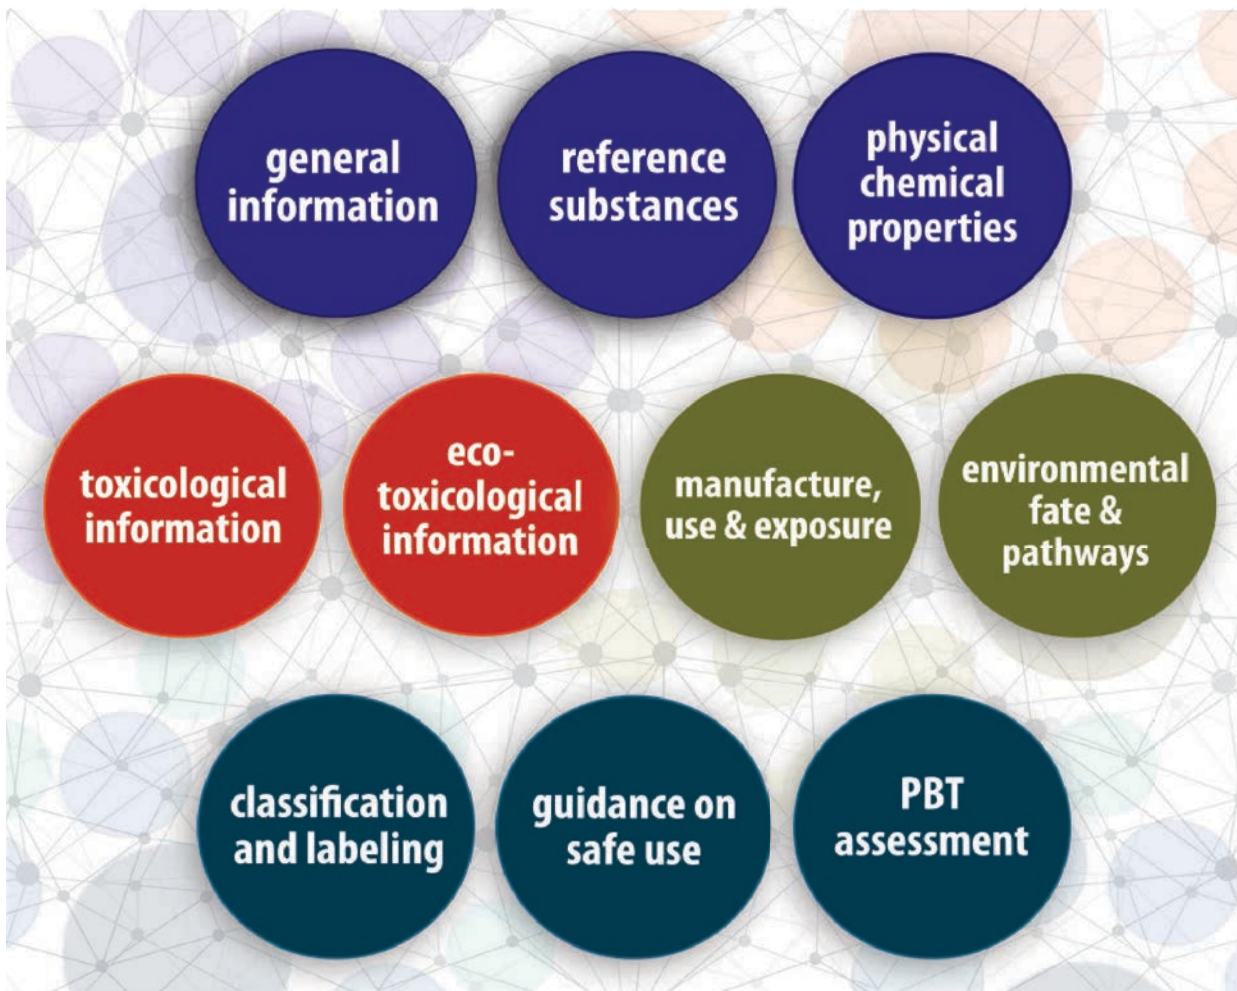 general
information
reference
substances
physical
chemical
properties
toxicological
information
eco-
toxicological
information
manufacture,
use & exposure
environmental
fate &
pathways
classification
and labeling
guidance on
safe use
PBT
assessment